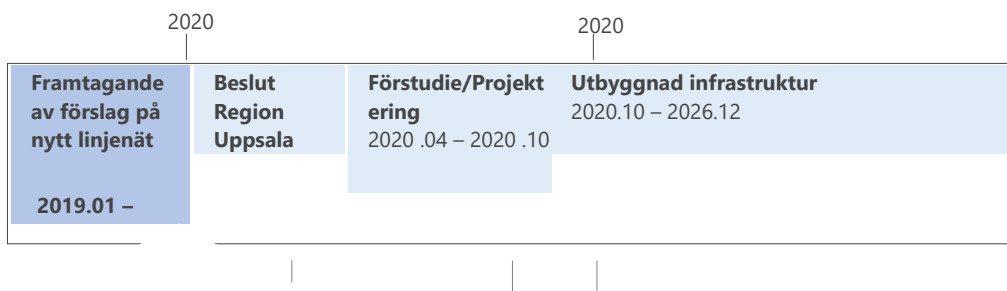 2020
2020
Framtagande
av förslag på
nytt linjenät
2019.01 –
Beslut
Region
Uppsala
Förstudie/Projekt
ering
2020 .04 – 2020 .10
Utbyggnad infrastruktur
2020.10 – 2026.12